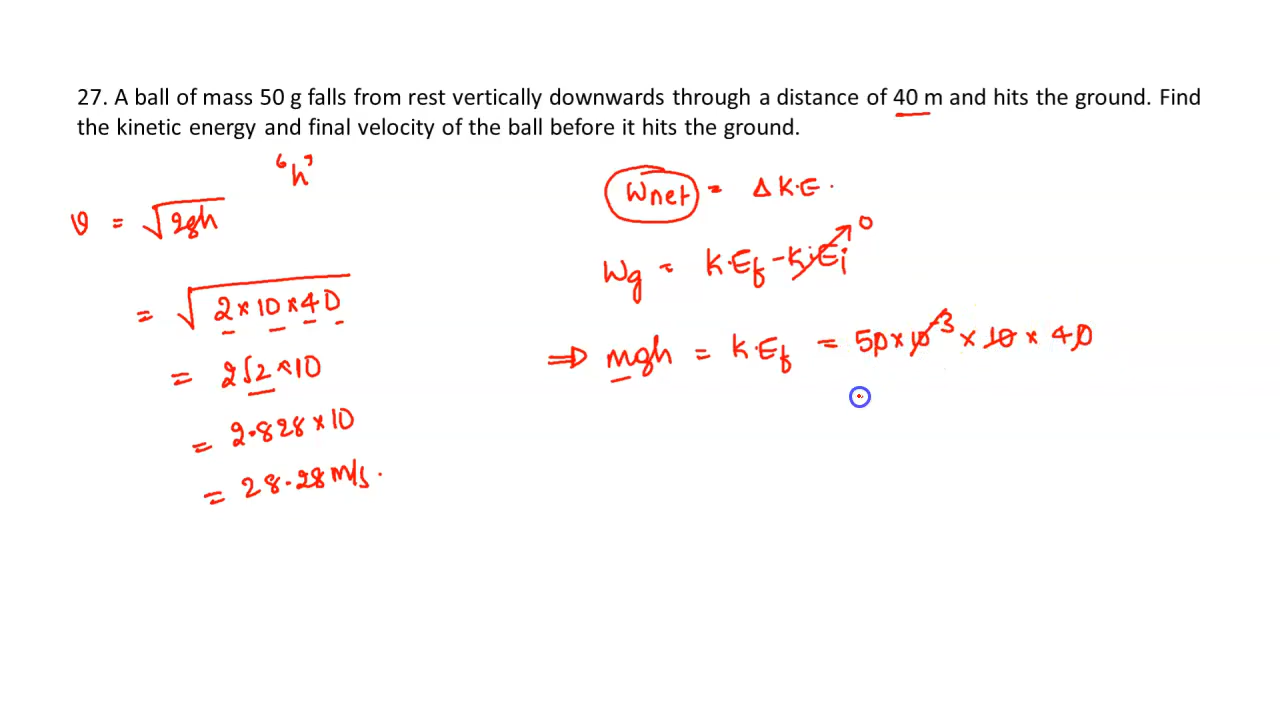 27. A ball of mass 50 g falls from rest vertically downwards through a distance of 40 m and hits the ground. Find
the kinetic energy and final velocity of the ball before it hits the ground.
"h"
v = √2gh
= √2×10×40
= 2√2×10
= 2.828×10
= 28.28 m/s.
Wnet = ΔK.E.
Wg = K.Ef - K.Ei 0
⇒ mgh = K.Ef = 50×10⁻³ × 10 × 40